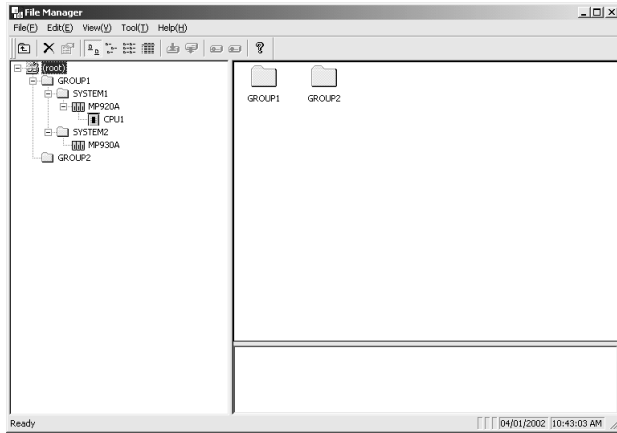 File Manager
File(F) Edit(E) View(V) Tool(T) Help(H)
(root)
GROUP1
SYSTEM1
MP920A
CPU1
SYSTEM2
MP930A
GROUP2
GROUP1 GROUP2
Ready 04/01/2002 10:43:03 AM